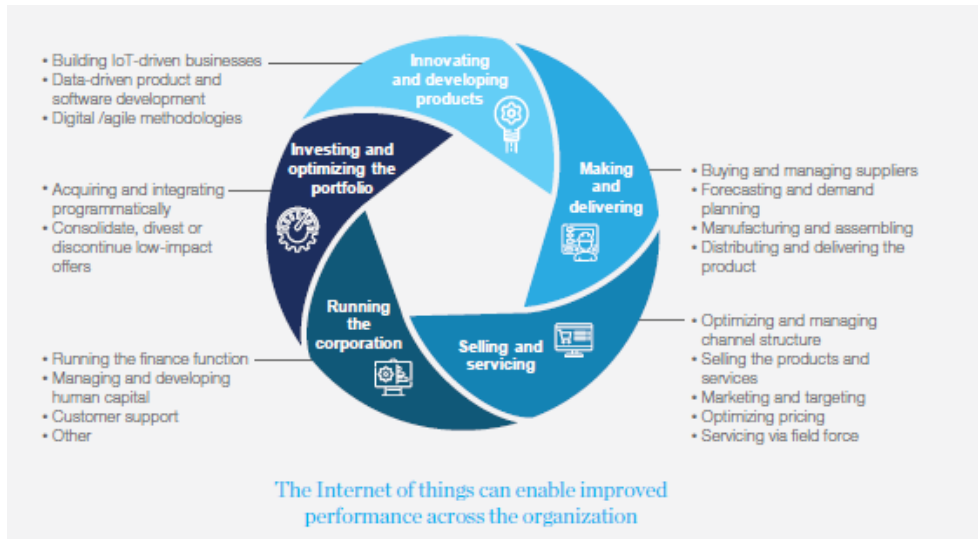 Innovating
and developing
products
• Building IoT-driven businesses
• Data-driven product and
software development
• Digital /agile methodologies
Making
and
delivering
• Buying and managing suppliers
• Forecasting and demand
planning
• Manufacturing and assembling
• Distributing and delivering the
product
Selling and
servicing
• Optimizing and managing
channel structure
• Selling the products and
services
• Marketing and targeting
• Optimizing pricing
• Servicing via field force
Running
the
corporation
• Running the finance function
• Managing and developing
human capital
• Customer support
• Other
Investing and
optimizing the
portfolio
• Acquiring and integrating
programmatically
• Consolidate, divest or
discontinue low-impact
offers
The Internet of things can enable improved
performance across the organization